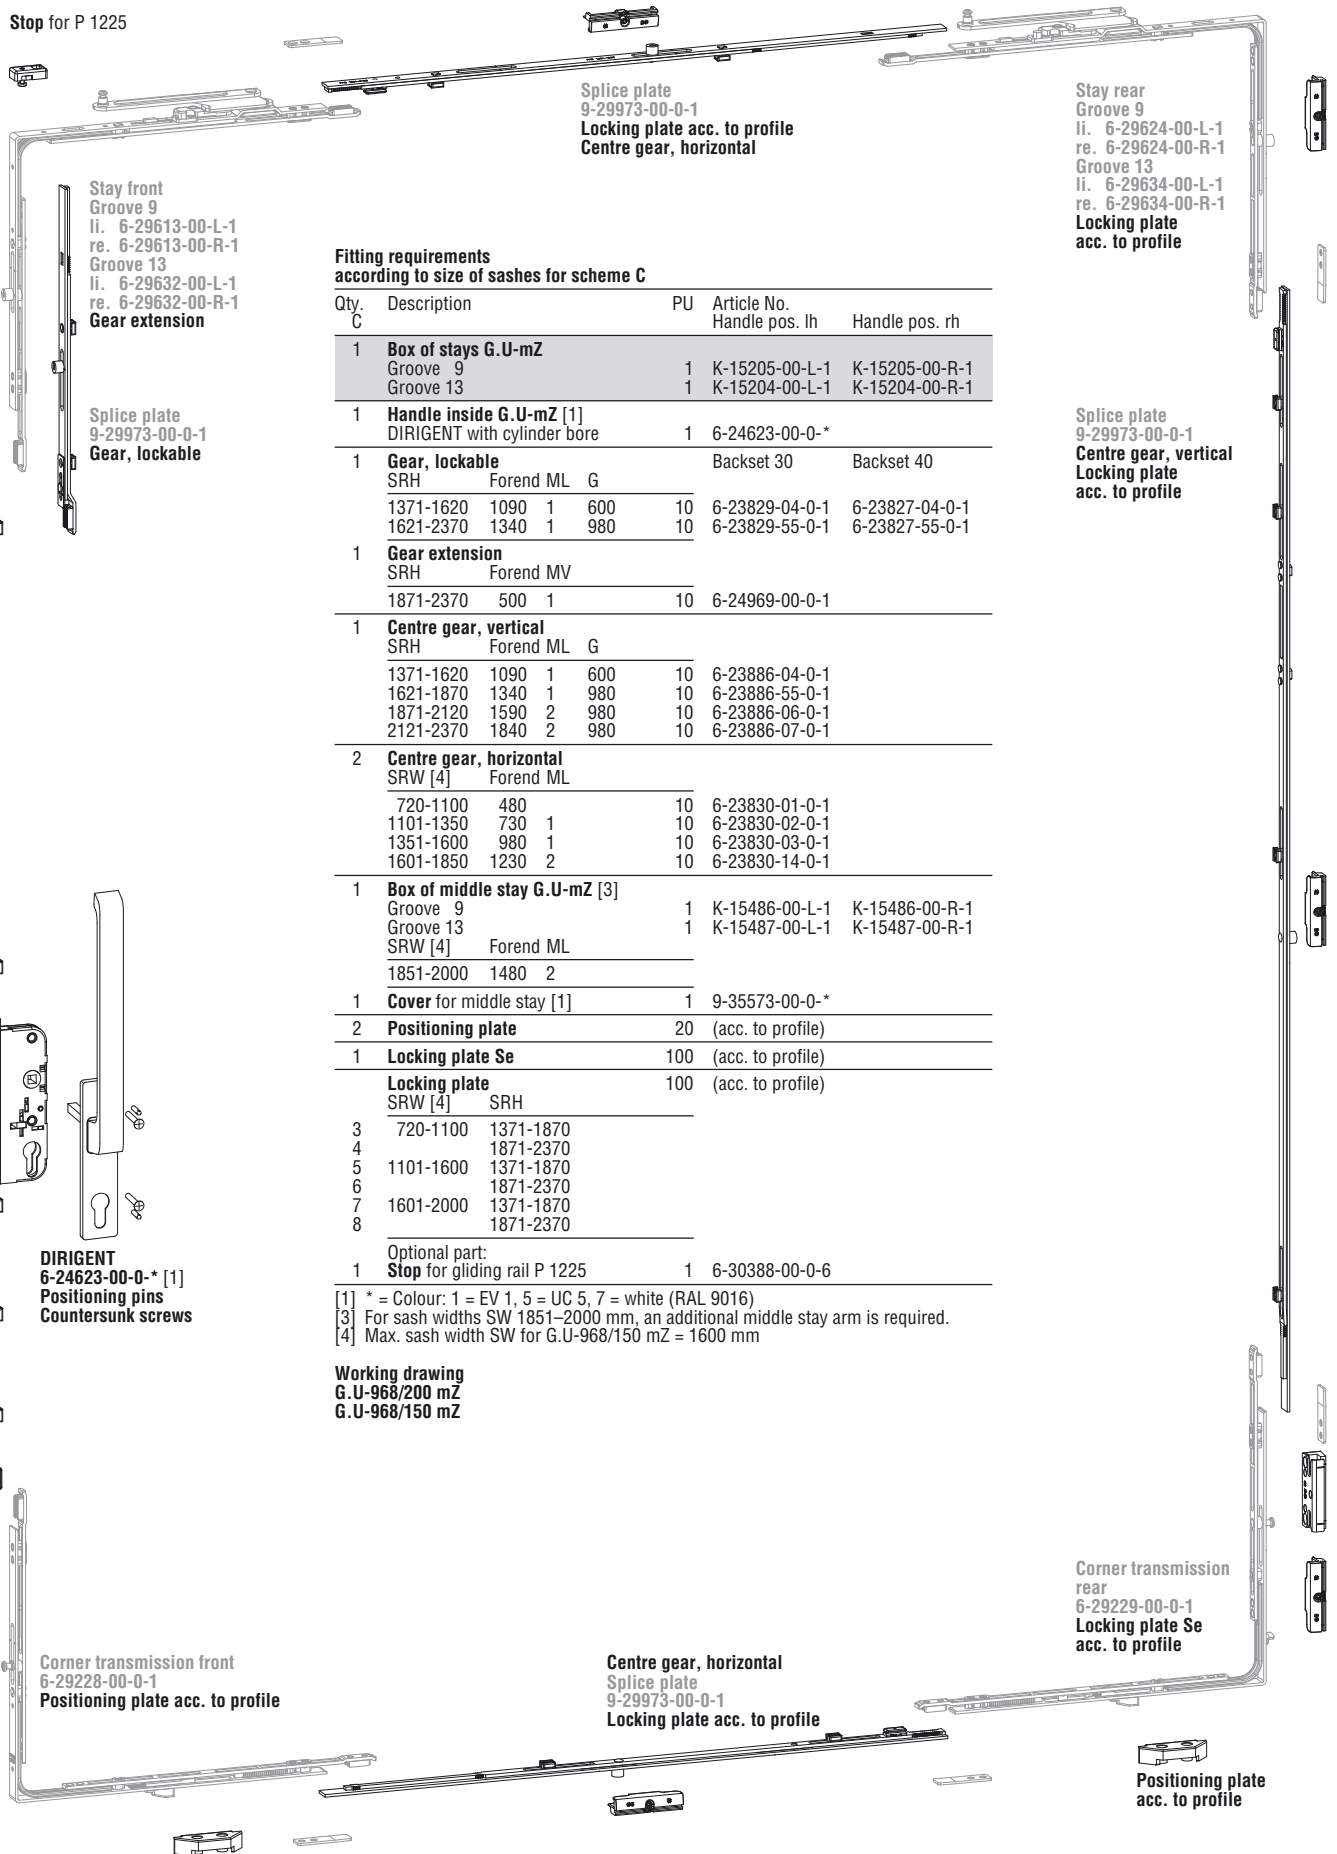 Stop for P 1225
Splice plate
9-29973-00-0-1
Locking plate acc. to profile
Centre gear, horizontal
Stay rear
Groove 9
li. 6-29624-00-L-1
re. 6-29624-00-R-1
Groove 13
li. 6-29634-00-L-1
re. 6-29634-00-R-1
Locking plate
acc. to profile
Stay front
Groove 9
li. 6-29613-00-L-1
re. 6-29613-00-R-1
Groove 13
li. 6-29632-00-L-1
re. 6-29632-00-R-1
Gear extension
Splice plate
9-29973-00-0-1
Gear, lockable
Splice plate
9-29973-00-0-1
Centre gear, vertical
Locking plate
acc. to profile
Fitting requirements
according to size of sashes for scheme C
Qty. Description PU Article No.
C Handle pos. lh Handle pos. rh
1 Box of stays G.U-mZ
Groove 9 1 K-15205-00-L-1 K-15205-00-R-1
Groove 13 1 K-15204-00-L-1 K-15204-00-R-1
1 Handle inside G.U-mZ [1]
DIRIGENT with cylinder bore 1 6-24623-00-0-*
1 Gear, lockable Backset 30 Backset 40
SRH Forend ML G
1371-1620 1090 1 600 10 6-23829-04-0-1 6-23827-04-0-1
1621-2370 1340 1 980 10 6-23829-55-0-1 6-23827-55-0-1
1 Gear extension
SRH Forend MV
1871-2370 500 1 10 6-24969-00-0-1
1 Centre gear, vertical
SRH Forend ML G
1371-1620 1090 1 600 10 6-23886-04-0-1
1621-1870 1340 1 980 10 6-23886-55-0-1
1871-2120 1590 2 980 10 6-23886-06-0-1
2121-2370 1840 2 980 10 6-23886-07-0-1
2 Centre gear, horizontal
SRW [4] Forend ML
720-1100 480 10 6-23830-01-0-1
1101-1350 730 1 10 6-23830-02-0-1
1351-1600 980 1 10 6-23830-03-0-1
1601-1850 1230 2 10 6-23830-14-0-1
1 Box of middle stay G.U-mZ [3]
Groove 9 1 K-15486-00-L-1 K-15486-00-R-1
Groove 13 1 K-15487-00-L-1 K-15487-00-R-1
SRW [4] Forend ML
1851-2000 1480 2
1 Cover for middle stay [1] 1 9-35573-00-0-*
2 Positioning plate 20 (acc. to profile)
1 Locking plate Se 100 (acc. to profile)
Locking plate 100 (acc. to profile)
SRW [4] SRH
3 720-1100 1371-1870
4 1871-2370
5 1101-1600 1371-1870
6 1871-2370
7 1601-2000 1371-1870
8 1871-2370
Optional part:
1 Stop for gliding rail P 1225 1 6-30388-00-0-6
[1] * = Colour: 1 = EV 1, 5 = UC 5, 7 = white (RAL 9016)
[3] For sash widths SW 1851–2000 mm, an additional middle stay arm is required.
[4] Max. sash width SW for G.U-968/150 mZ = 1600 mm
Working drawing
G.U-968/200 mZ
G.U-968/150 mZ
DIRIGENT
6-24623-00-0-* [1]
Positioning pins
Countersunk screws
Corner transmission
rear
6-29229-00-0-1
Locking plate Se
acc. to profile
Corner transmission front
6-29228-00-0-1
Positioning plate acc. to profile
Centre gear, horizontal
Splice plate
9-29973-00-0-1
Locking plate acc. to profile
Positioning plate
acc. to profile